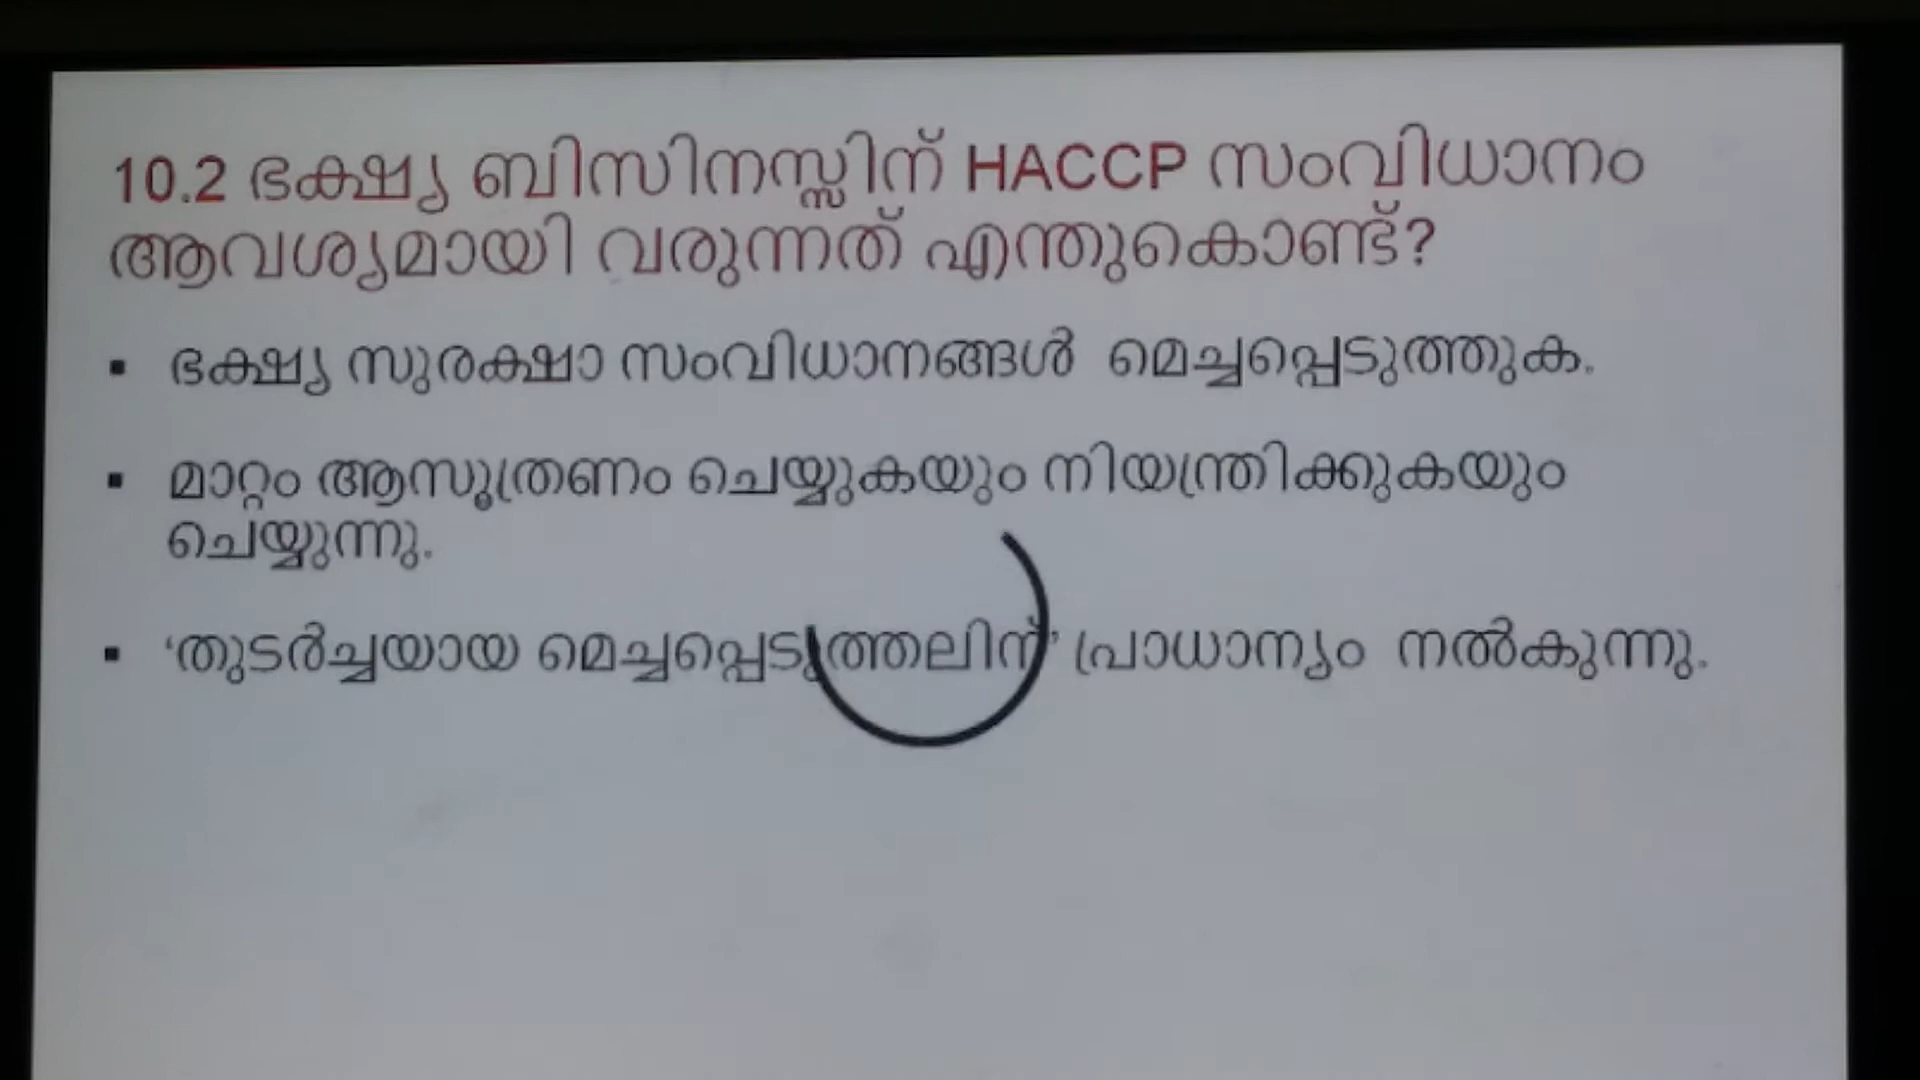 10.2 ഭക്ഷ്യ ബിസിനസ്സിന് HACCP സംവിധാനം
ആവശ്യമായി വരുന്നത് എന്തുകൊണ്ട്?
▪ ഭക്ഷ്യ സുരക്ഷാ സംവിധാനങ്ങൾ മെച്ചപ്പെടുത്തുക.
▪ മാറ്റം ആസൂത്രണം ചെയ്യുകയും നിയന്ത്രിക്കുകയും
ചെയ്യുന്നു.
▪ ‘തുടർച്ചയായ മെച്ചപ്പെടുത്തലിന്’ പ്രാധാന്യം നൽകുന്നു.